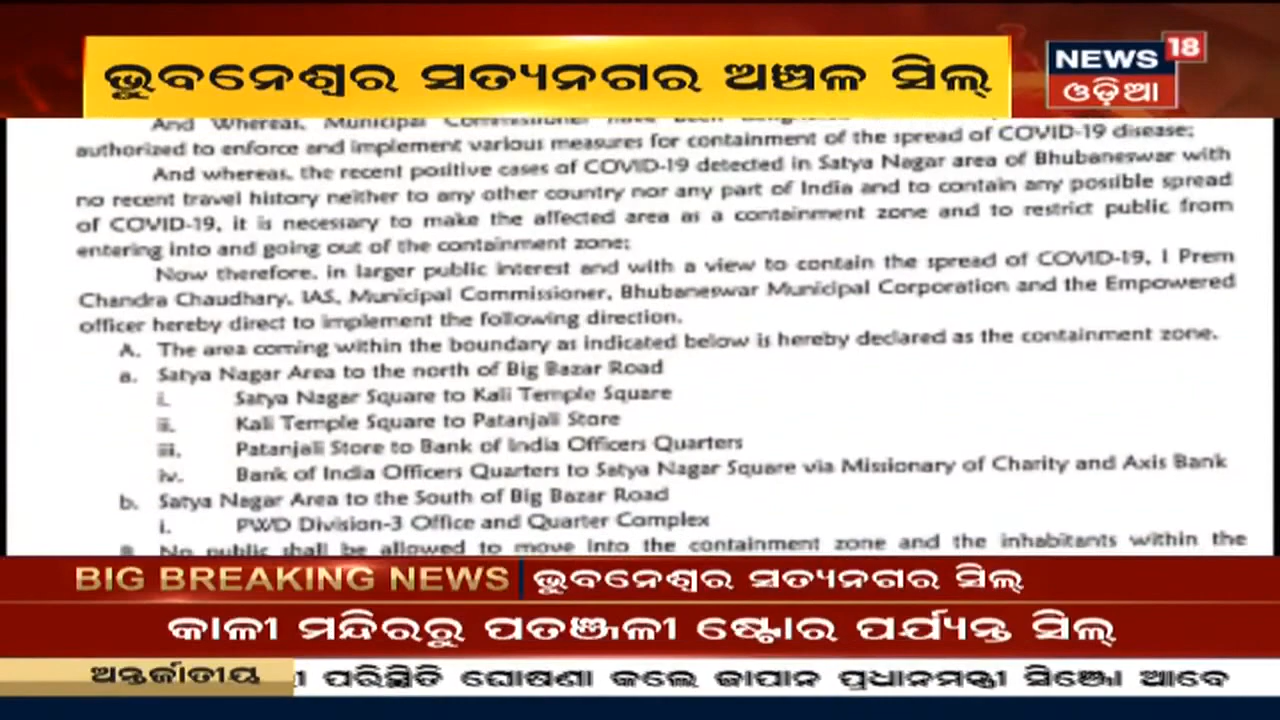 ଭୁବନେଶ୍ୱର ସତ୍ୟନଗର ଅଞ୍ଚଳ ସିଲ୍
NEWS 18
ଓଡ଼ିଆ
And Whereas, Municipal Commissioner have been
authorized to enforce and implement various measures for containment of the spread of COVID-19 disease;
And whereas, the recent positive cases of COVID-19 detected in Satya Nagar area of Bhubaneswar with
no recent travel history neither to any other country nor any part of India and to contain any possible spread
of COVID-19, it is necessary to make the affected area as a containment zone and to restrict public from
entering into and going out of the containment zone;
Now therefore, in larger public interest and with a view to contain the spread of COVID-19, I Prem
Chandra Chaudhary, IAS, Municipal Commissioner, Bhubaneswar Municipal Corporation and the Empowered
officer hereby direct to implement the following direction.
A. The area coming within the boundary as indicated below is hereby declared as the containment zone.
a. Satya Nagar Area to the north of Big Bazar Road
i. Satya Nagar Square to Kali Temple Square
ii. Kali Temple Square to Patanjali Store
iii. Patanjali Store to Bank of India Officers Quarters
iv. Bank of India Officers Quarters to Satya Nagar Square via Missionary of Charity and Axis Bank
b. Satya Nagar Area to the South of Big Bazar Road
i. PWD Division-3 Office and Quarter Complex
B. No public shall be allowed to move into the containment zone and the inhabitants within the
BIG BREAKING NEWS ଭୁବନେଶ୍ୱର ସତ୍ୟନଗର ସିଲ୍
କାଳୀ ମନ୍ଦିରରୁ ପତଞ୍ଜଳୀ ଷ୍ଟୋର ପର୍ଯ୍ୟନ୍ତ ସିଲ୍
ଅନ୍ତର୍ଜାତୀୟ ପରିସ୍ଥିତି ଘୋଷଣା କଲେ ଜାପାନ ପ୍ରଧାନମନ୍ତ୍ରୀ ସିଞ୍ଜୋ ଆବେ